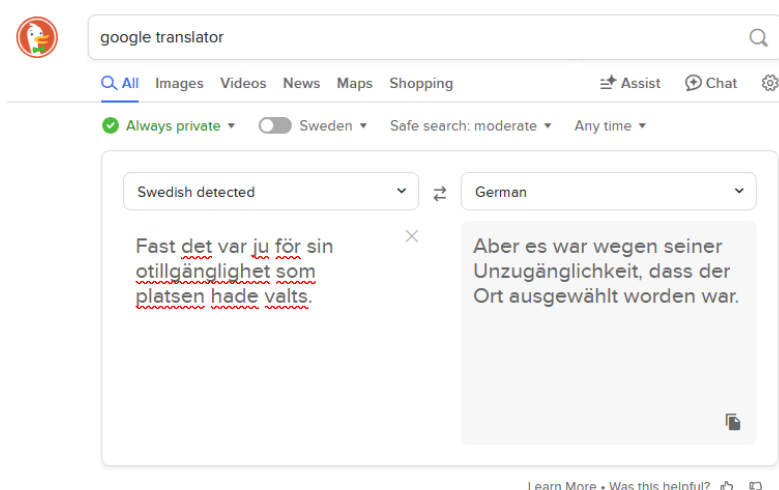 google translator
All Images Videos News Maps Shopping Assist Chat
Always private Sweden Safe search: moderate Any time
Swedish detected German
Fast det var ju för sin
otillgänglighet som
platsen hade valts.
Aber es war wegen seiner
Unzugänglichkeit, dass der
Ort ausgewählt worden war.
Learn More • Was this helpful?